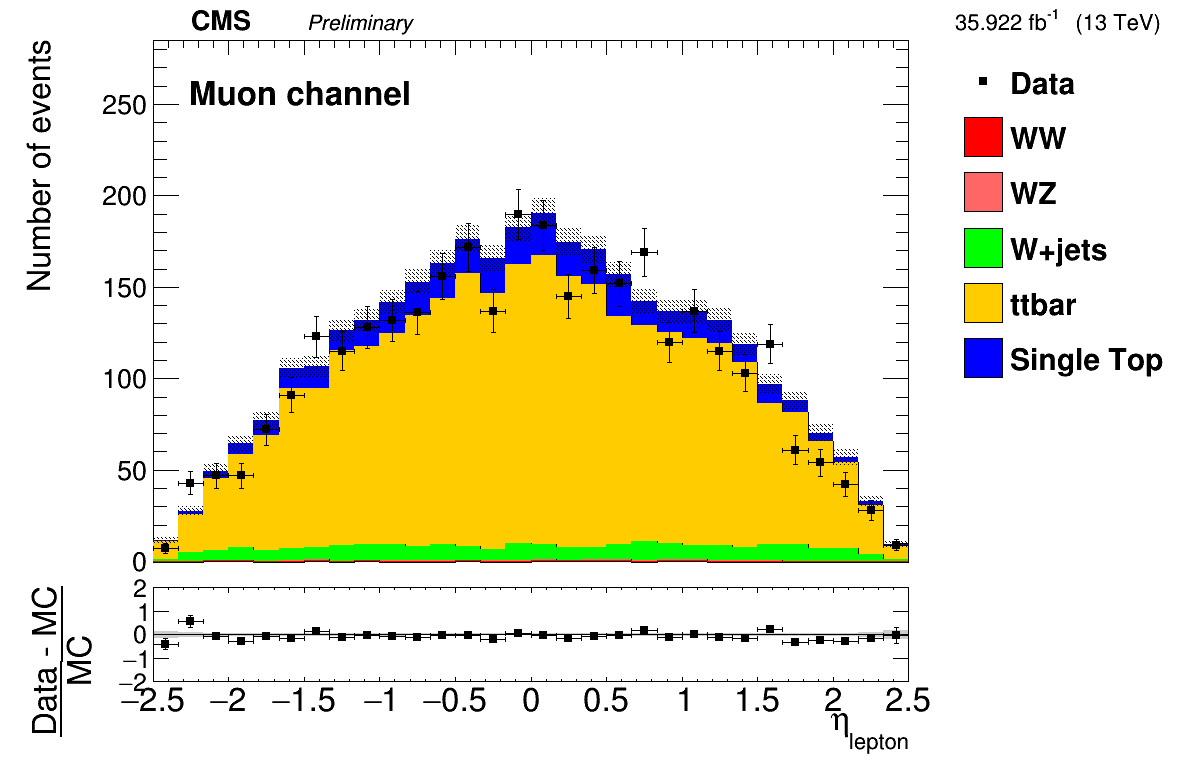 CMS Preliminary 35.922 fb-1 (13 TeV)
Number of events
Muon channel
250
200
150
100
50
0
Data
WW
WZ
W+jets
ttbar
Single Top
Data - MC
MC
2
1
0
−1
−2
−2.5 −2 −1.5 −1 −0.5 0 0.5 1 1.5 2 2.5
ηlepton